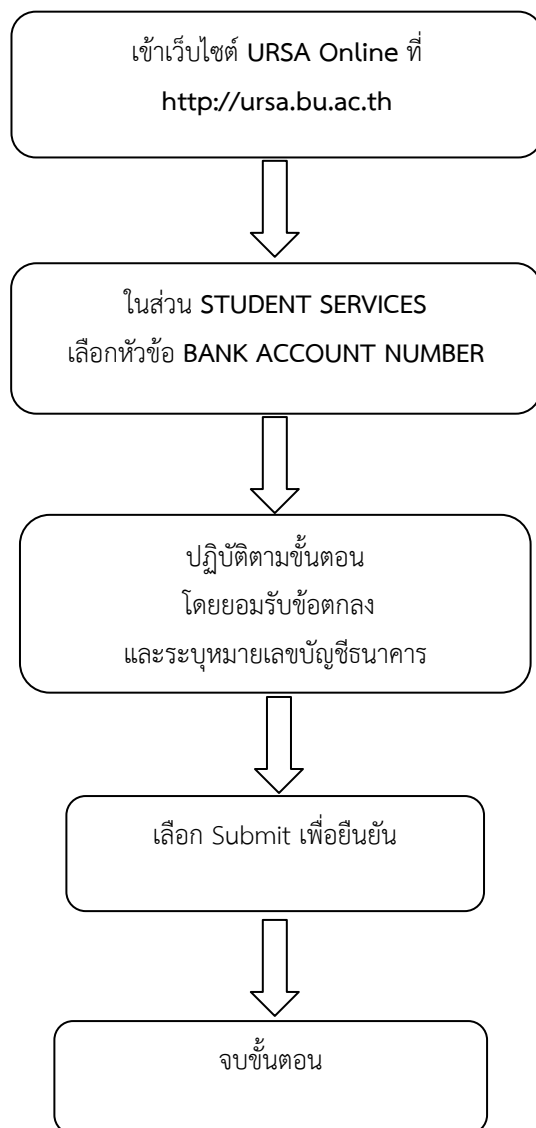 เข้าเว็บไซต์ URSA Online ที่
http://ursa.bu.ac.th
ในส่วน STUDENT SERVICES
เลือกหัวข้อ BANK ACCOUNT NUMBER
ปฏิบัติตามขั้นตอน
โดยยอมรับข้อตกลง
และระบุหมายเลขบัญชีธนาคาร
เลือก Submit เพื่อยืนยัน
จบขั้นตอน